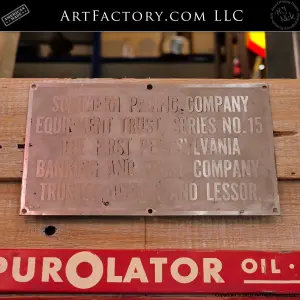 ArtFactory.com LLC
SOUTHERN PACIFIC COMPANY
EQUIPMENT TRUST, SERIES NO.15
THE FIRST PENNSYLVANIA
BANKING AND TRUST COMPANY
TRUSTEE, OWNER AND LESSOR.
PUROLATOR OIL